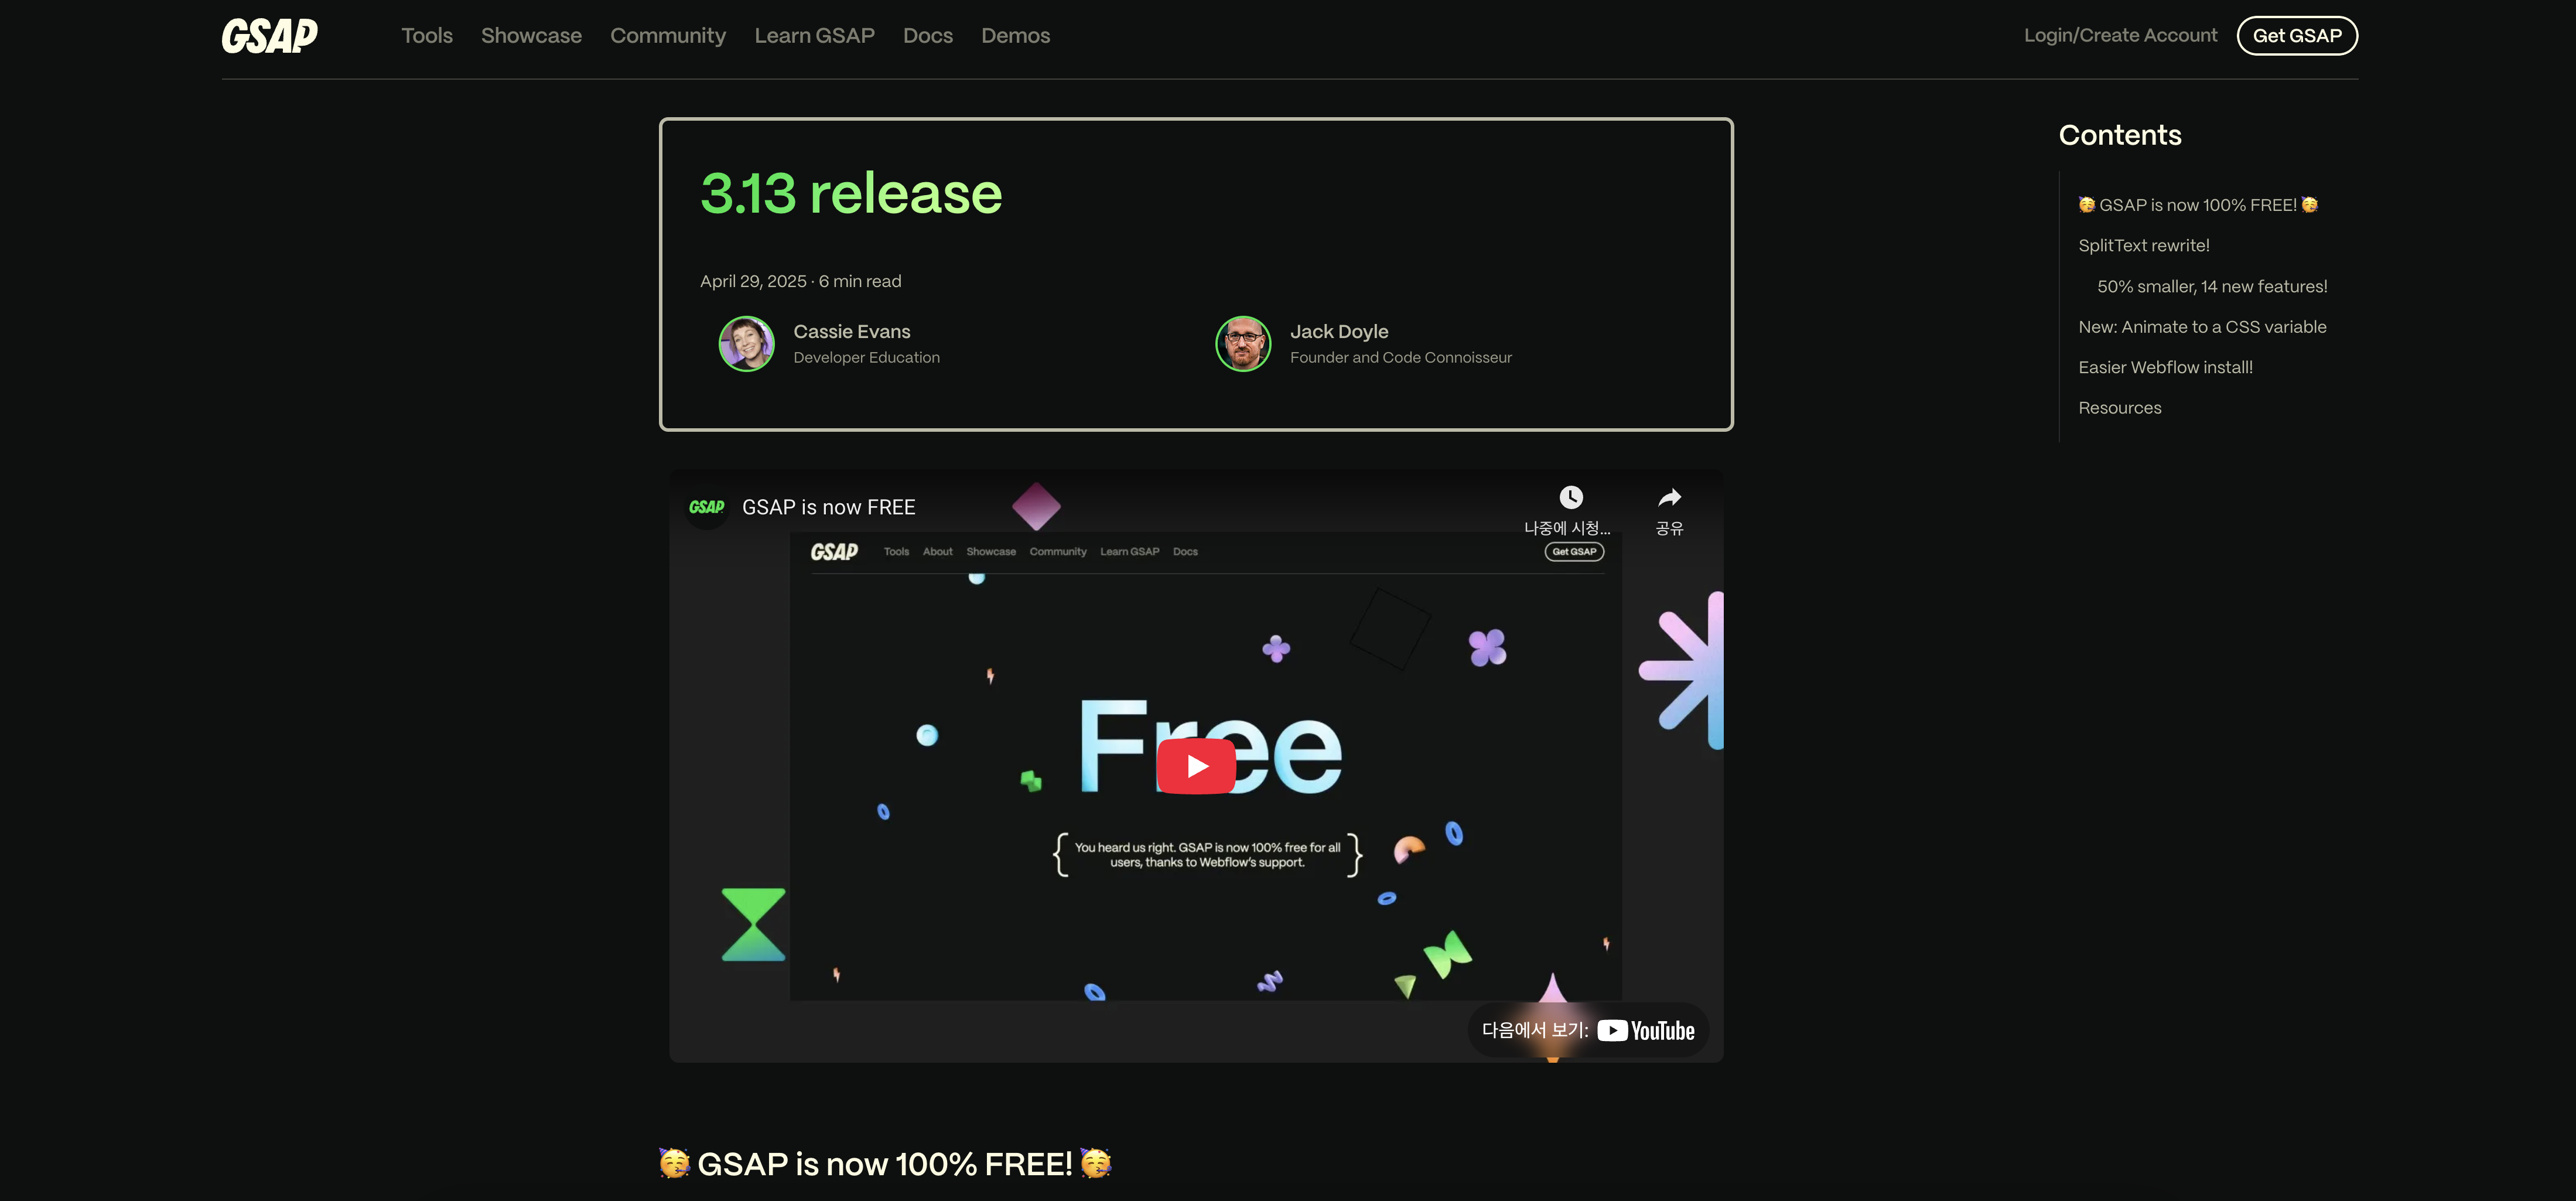 GSAP
Tools
Showcase
Community
Learn GSAP
Docs
Demos
Login/Create Account
Get GSAP
3.13 release
April 29, 2025 · 6 min read
Cassie Evans
Developer Education
Jack Doyle
Founder and Code Connoisseur
Contents
🥳 GSAP is now 100% FREE! 🥳
SplitText rewrite!
50% smaller, 14 new features!
New: Animate to a CSS variable
Easier Webflow install!
Resources
GSAP
GSAP is now FREE
나중에 시청...
공유
GSAP
Tools
About
Showcase
Community
Learn GSAP
Docs
Get GSAP
Free
{ You heard us right. GSAP is now 100% free for all
users, thanks to Webflow's support. }
다음에서 보기: YouTube
🥳 GSAP is now 100% FREE! 🥳